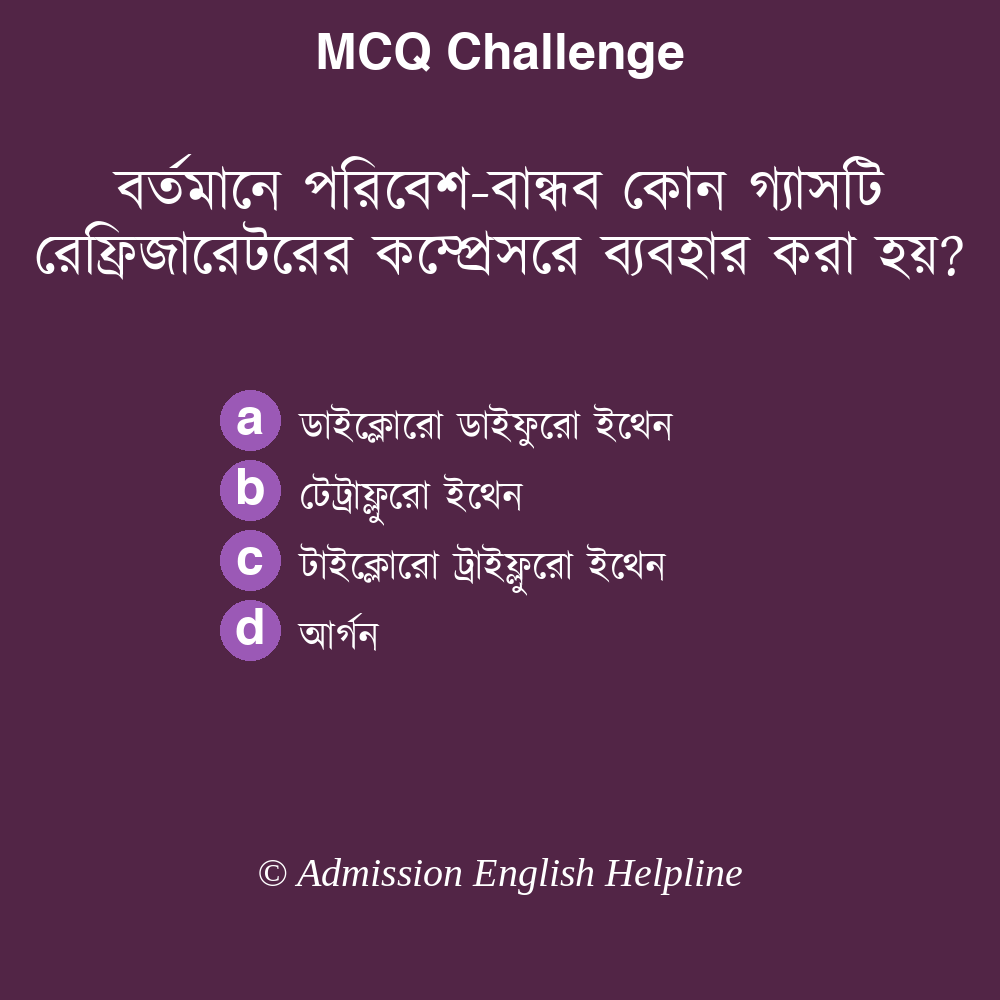 MCQ Challenge
বর্তমানে পরিবেশ-বান্ধব কোন গ্যাসটি
রেফ্রিজারেটরের কম্প্রেসরে ব্যবহার করা হয়?
a ডাইক্লোরো ডাইফুরো ইথেন
b টেট্রাফ্লুরো ইথেন
c টাইক্লোরো ট্রাইফ্লুরো ইথেন
d আর্গন
© Admission English Helpline